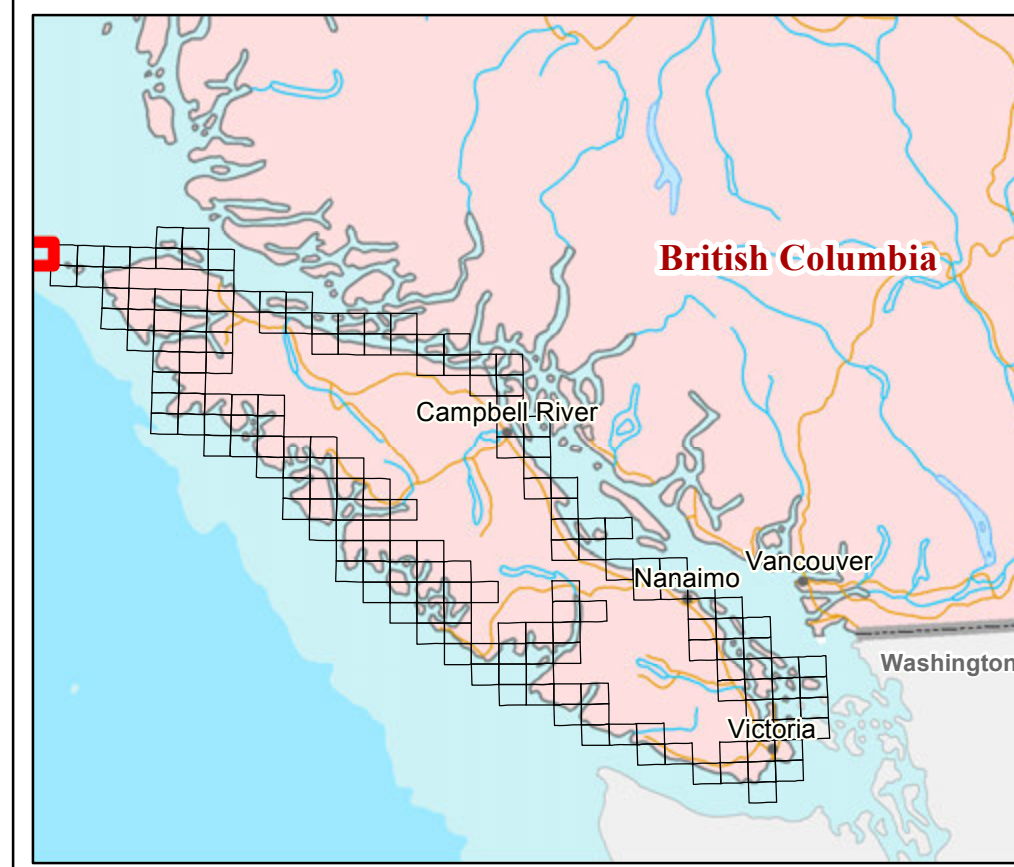 British Columbia
Campbell River
Vancouver
Nanaimo
Washington
Victoria